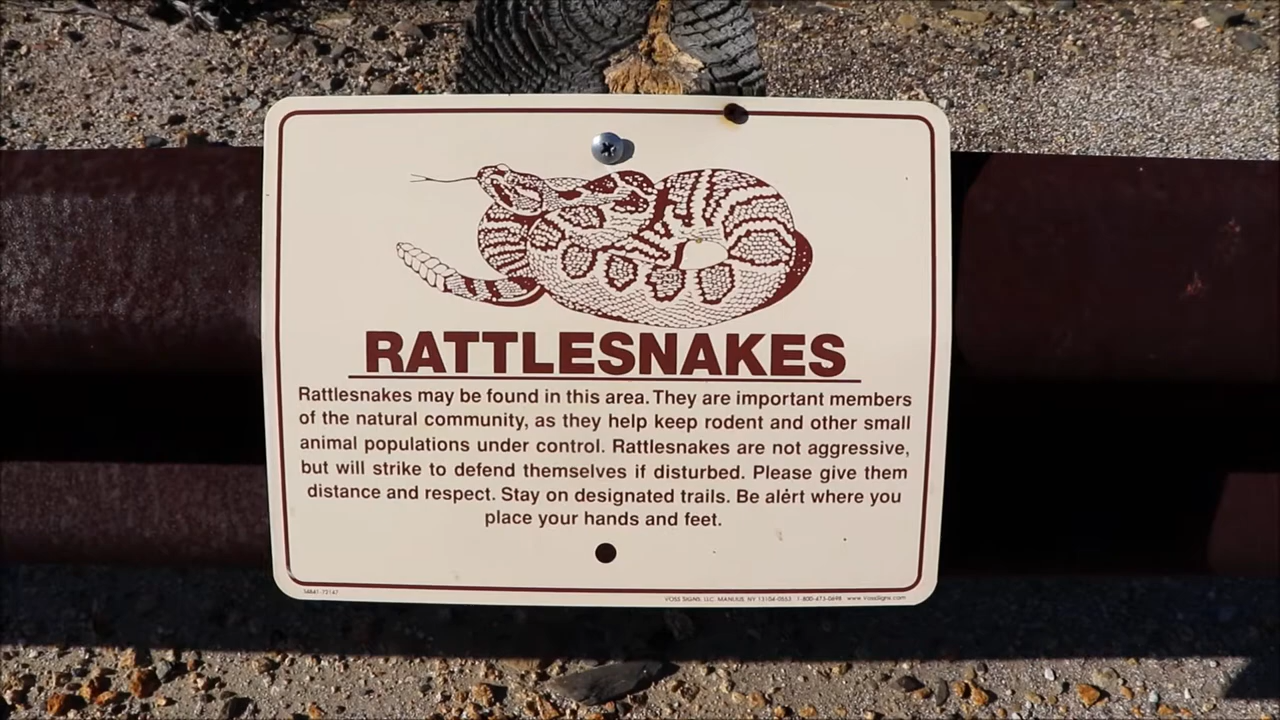 RATTLESNAKES
Rattlesnakes may be found in this area. They are important members
of the natural community, as they help keep rodent and other small
animal populations under control. Rattlesnakes are not aggressive,
but will strike to defend themselves if disturbed. Please give them
distance and respect. Stay on designated trails. Be alert where you
place your hands and feet.
VOSS SIGNS, LLC. MANLIUS, NY 13104-0553 1-800-473-0698 www.VossSigns.com